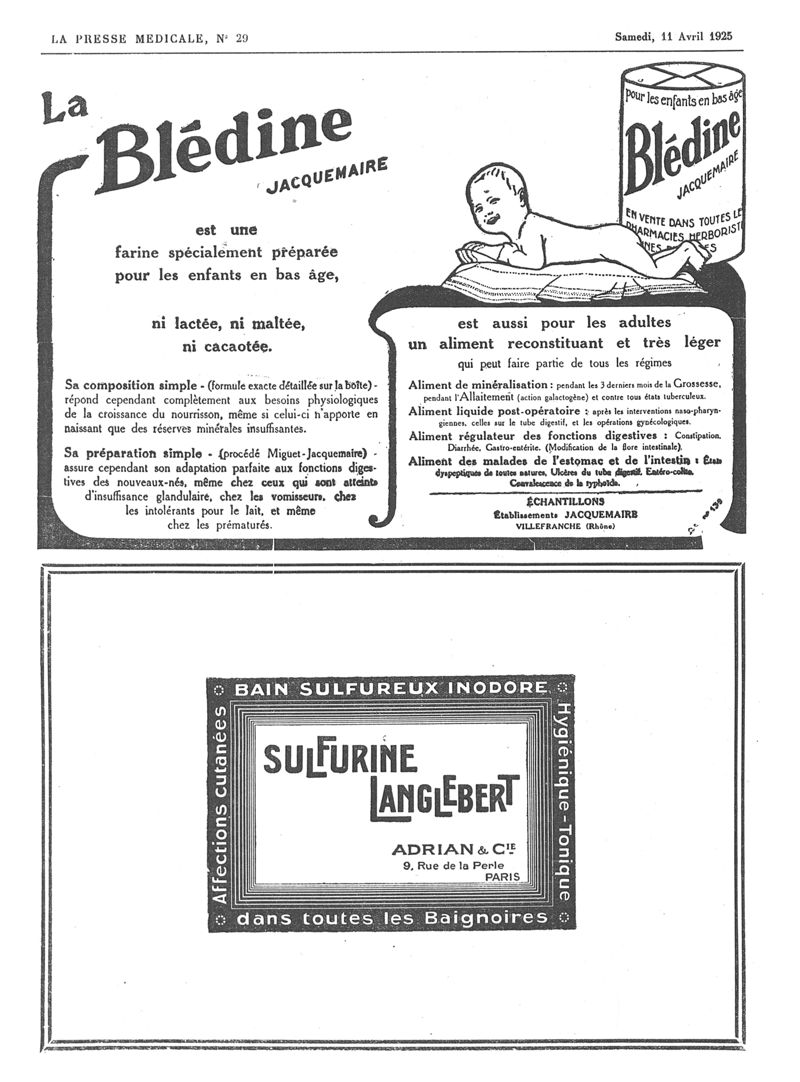 LA PRESSE MEDICALE, Nº 29
Samedi, 11 Avril 1925
La
Blédine
JACQUEMAIRE
est une
farine spécialement préparée
pour les enfants en bas âge,
ni lactée, ni maltée,
ni cacaotée.
Sa composition simple - (formule exacte détaillée sur la boîte) -
répond cependant complètement aux besoins physiologiques
de la croissance du nourrisson, même si celui-ci n'apporte en
naissant que des réserves minérales insuffisantes.
Sa préparation simple - (procédé Miguet-Jacquemaire) -
assure cependant son adaptation parfaite aux fonctions diges-
tives des nouveaux-nés, même chez ceux qui sont atteints
d'insuffisance glandulaire, chez les vomisseurs, chez
les intolérants pour le lait, et même
chez les prématurés.
pour les enfants en bas âge
Blédine
JACQUEMAIRE
EN VENTE DANS TOUTES LE
PHARMACIES HERBORIST
est aussi pour les adultes
un aliment reconstituant et très léger
qui peut faire partie de tous les régimes
Aliment de minéralisation : pendant les 3 derniers mois de la Grossesse,
pendant l'Allaitement (action galactogène) et contre tous états tuberculeux.
Aliment liquide post-opératoire : après les interventions naso-pharyn-
giennes, celles sur le tube digestif, et les opérations gynécologiques.
Aliment régulateur des fonctions digestives : Constipation,
Diarrhée, Gastro-entérite. (Modification de la flore intestinale).
Aliment des malades de l'estomac et de l'intestin : États
dyspeptiques de toutes natures, Ulcères du tube digestif. Entéro-colite.
Convalescence de la typhoïde.
ÉCHANTILLONS
Établissements JACQUEMAIRE
VILLEFRANCHE (Rhône)
Nº 139
BAIN SULFUREUX INODORE
Affections cutanées
SULFURINE
LANGLEBERT
ADRIAN & CIE
9, Rue de la Perle
PARIS
Hygiénique-Tonique
dans toutes les Baignoires